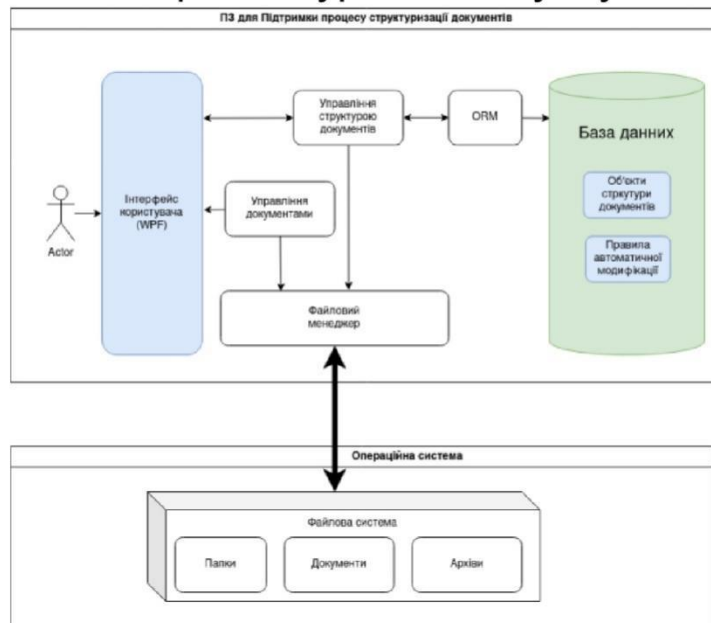 ПЗ для Підтримки процесу структуризації документів
Управління
структурою
документів
ORM
База данних
Об'єкти
стркутури
документів
Правила
автоматичної
модифікації
Інтерфейс
користувача
(WPF)
Управління
документами
Actor
Файловий
менеджер
Операційна система
Файлова система
Папки
Документи
Архіви